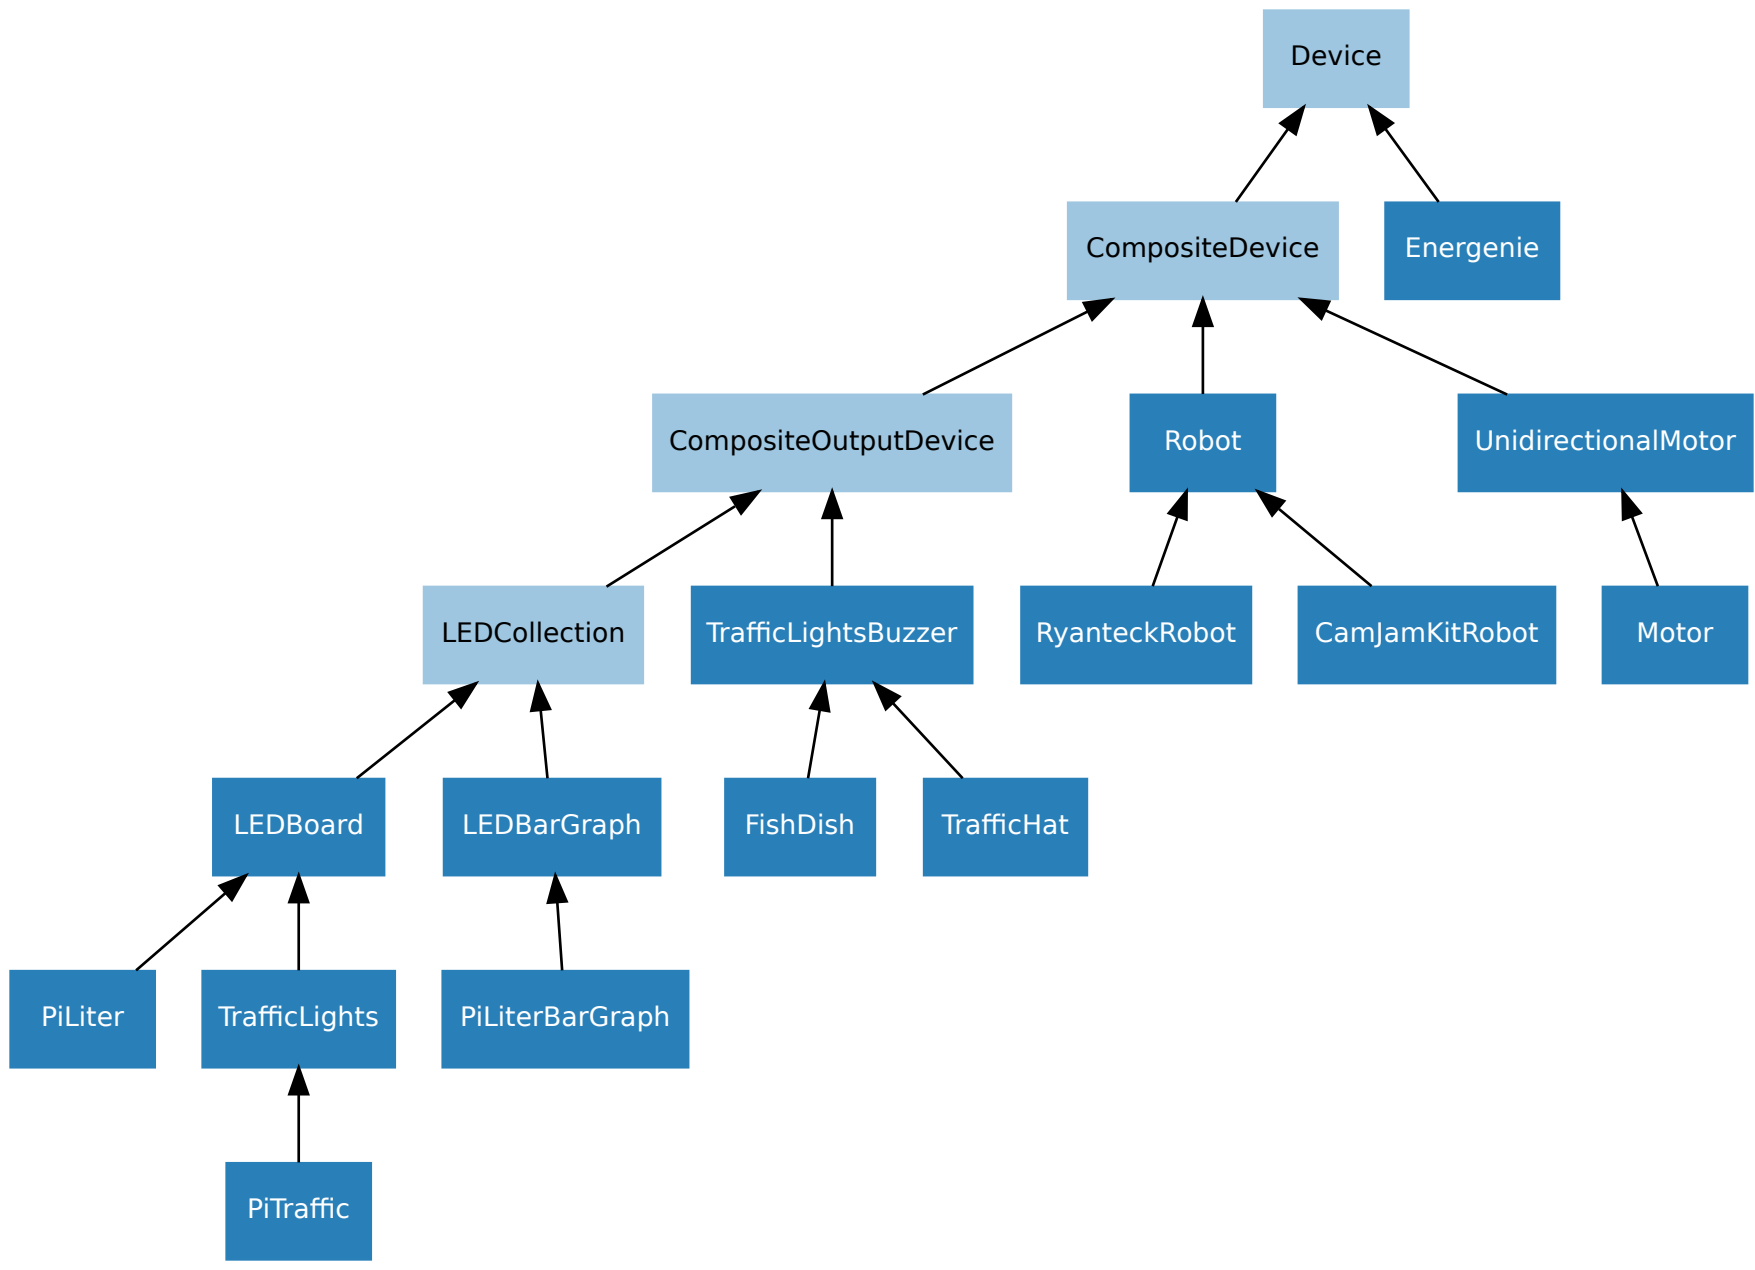 Device
CompositeDevice
Energenie
CompositeOutputDevice
Robot
UnidirectionalMotor
LEDCollection
TrafficLightsBuzzer
RyanteckRobot
CamJamKitRobot
Motor
LEDBoard
LEDBarGraph
FishDish
TrafficHat
PiLiter
TrafficLights
PiLiterBarGraph
PiTraffic